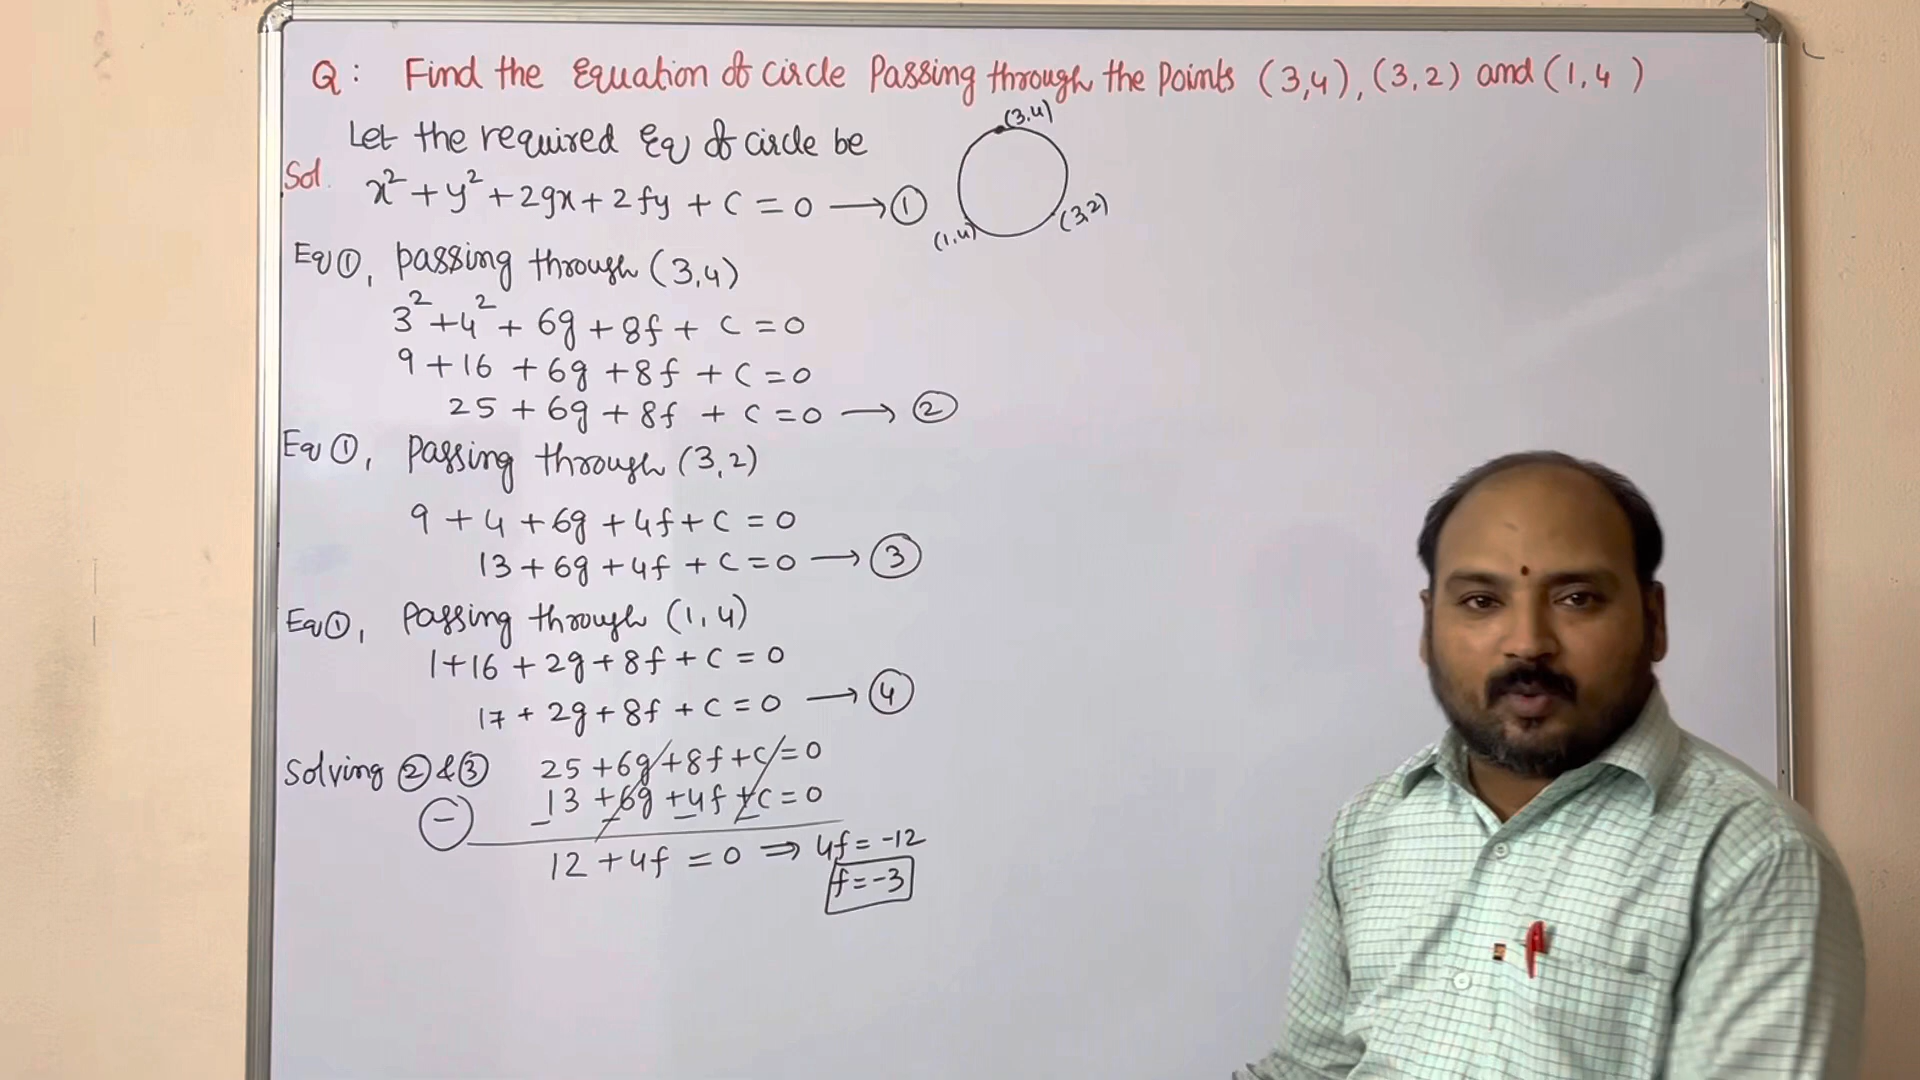 Q: Find the Equation of circle Passing through the Points (3,4), (3,2) and (1,4)
(3,4)
(3,2)
(1,4)
Sol. Let the required Eq of circle be
x² + y² + 2gx + 2fy + c = 0 → ①
Eq ①, passing through (3,4)
3² + 4² + 6g + 8f + c = 0
9 + 16 + 6g + 8f + c = 0
25 + 6g + 8f + c = 0 → ②
Eq ①, passing through (3,2)
9 + 4 + 6g + 4f + c = 0
13 + 6g + 4f + c = 0 → ③
Eq ①, passing through (1,4)
1 + 16 + 2g + 8f + c = 0
17 + 2g + 8f + c = 0 → ④
Solving ② & ③ 25 + 6g + 8f + c = 0
13 + 6g + 4f + c = 0
⊖ − − − −
12 + 4f = 0 ⇒ 4f = -12
f = -3